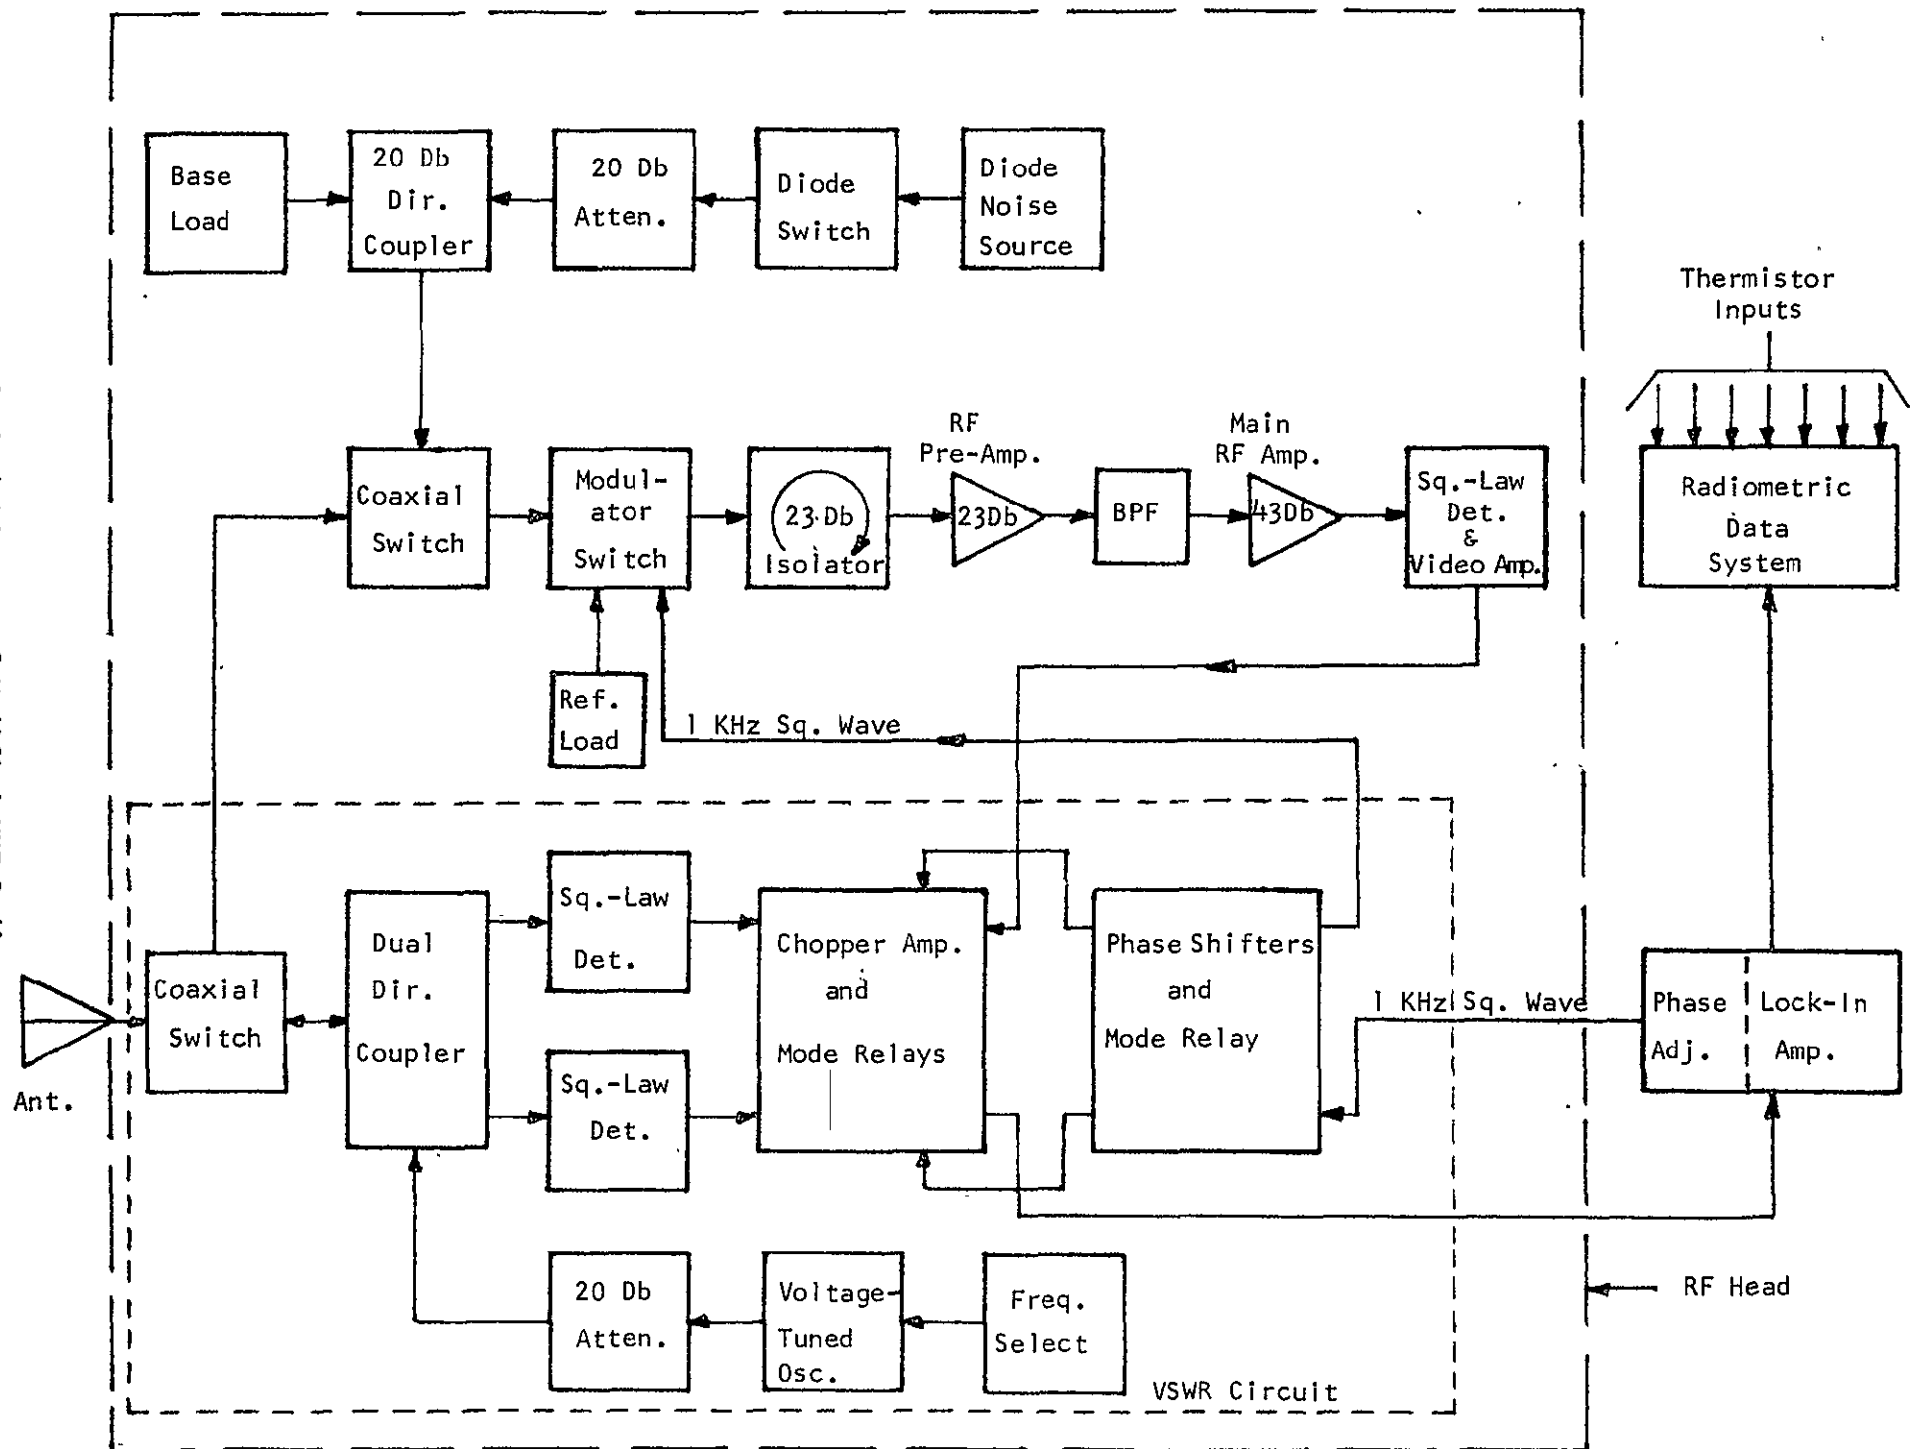 Base
Load
20 Db
Dir.
Coupler
20 Db
Atten.
Diode
Switch
Diode
Noise
Source
Thermistor
Inputs
Coaxial
Switch
Modul-
ator
Switch
23 Db
Isolator
RF
Pre-Amp.
23Db
BPF
Main
RF Amp.
43Db
Sq.-Law
Det.
&
Video Amp.
Radiometric
Data
System
Ref.
Load
1 KHz Sq. Wave
Coaxial
Switch
Ant.
Dual
Dir.
Coupler
Sq.-Law
Det.
Sq.-Law
Det.
Chopper Amp.
and
Mode Relays
Phase Shifters
and
Mode Relay
1 KHz Sq. Wave
Phase
Adj.
Lock-In
Amp.
20 Db
Atten.
Voltage-
Tuned
Osc.
Freq.
Select
RF Head
VSWR Circuit